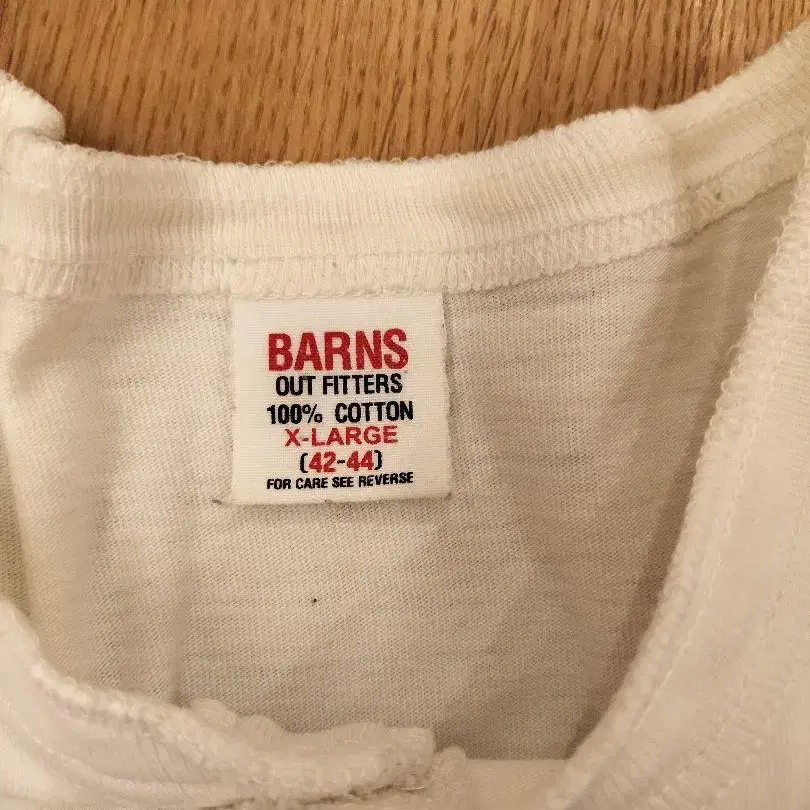 BARNS
OUT FITTERS
100% COTTON
X-LARGE
(42-44)
FOR CARE SEE REVERSE